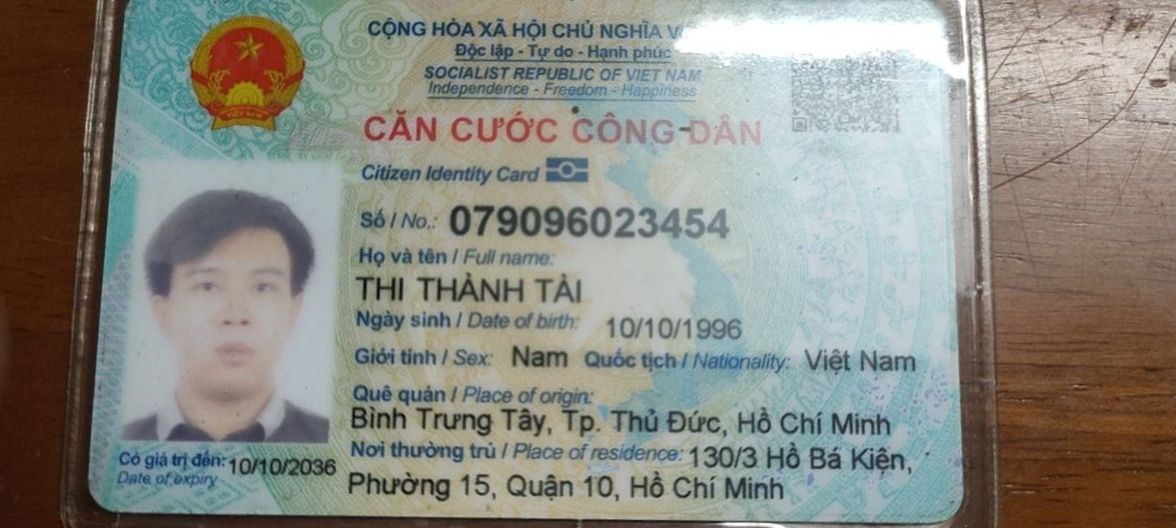 CỘNG HÒA XÃ HỘI CHỦ NGHĨA
Độc lập - Tự do - Hạnh phúc
SOCIALIST REPUBLIC OF VIET NAM
Independence - Freedom - Happiness
CĂN CƯỚC CÔNG DÂN
Citizen Identity Card
Số / No.: 079096023454
Họ và tên / Full name:
THI THÀNH TÀI
Ngày sinh / Date of birth: 10/10/1996
Giới tính / Sex: Nam Quốc tịch / Nationality: Việt Nam
Quê quán / Place of origin:
Bình Trưng Tây, Tp. Thủ Đức, Hồ Chí Minh
Nơi thường trú / Place of residence: 130/3 Hồ Bá Kiện,
Phường 15, Quận 10, Hồ Chí Minh
Có giá trị đến: 10/10/2036
Date of expiry
VIỆT NAM